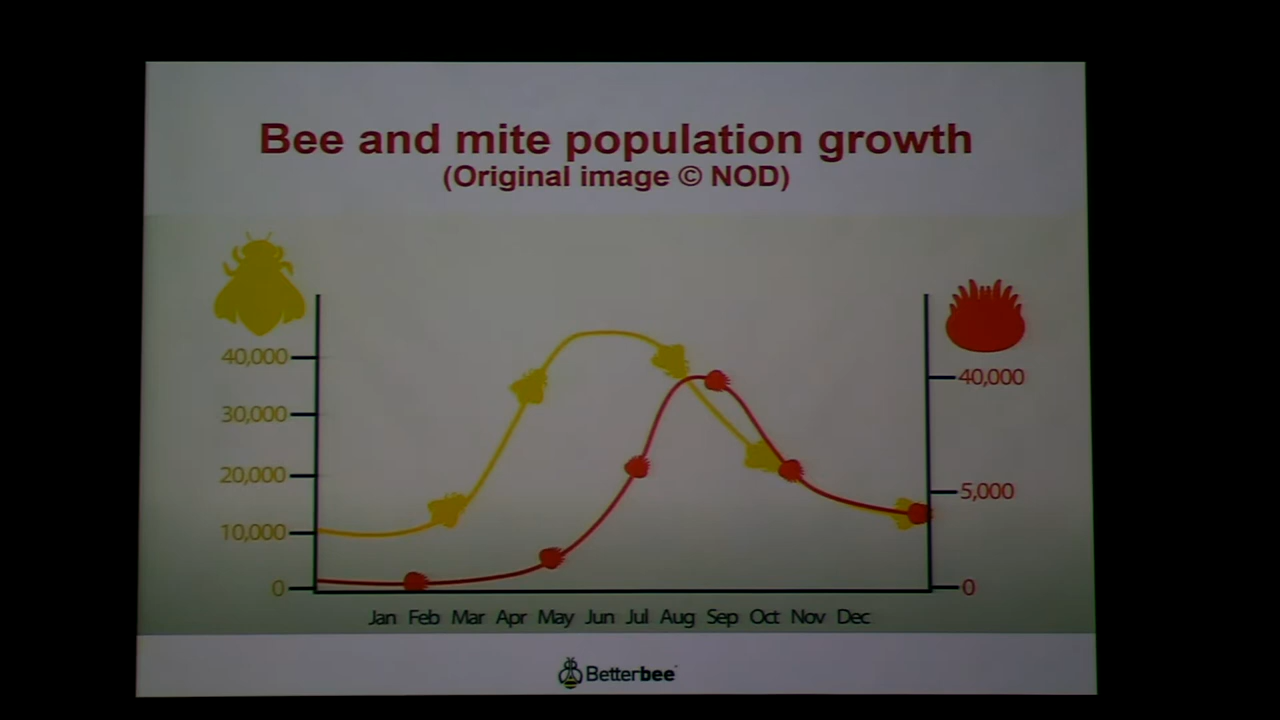 Bee and mite population growth
(Original image © NOD)
40,000
30,000
20,000
10,000
0
40,000
5,000
0
Jan Feb Mar Apr May Jun Jul Aug Sep Oct Nov Dec
Betterbee